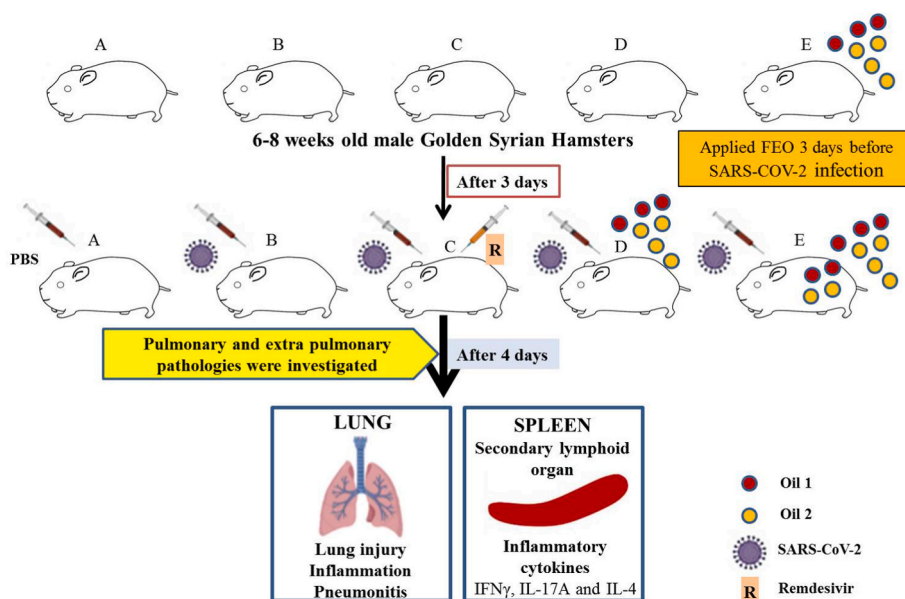 A
B
C
D
E
6-8 weeks old male Golden Syrian Hamsters
Applied FEO 3 days before
SARS-COV-2 infection
After 3 days
PBS
A
B
C
R
D
E
Pulmonary and extra pulmonary
pathologies were investigated
After 4 days
LUNG
Lung injury
Inflammation
Pneumonitis
SPLEEN
Secondary lymphoid
organ
Inflammatory
cytokines
IFNγ, IL-17A and IL-4
Oil 1
Oil 2
SARS-CoV-2
R
Remdesivir